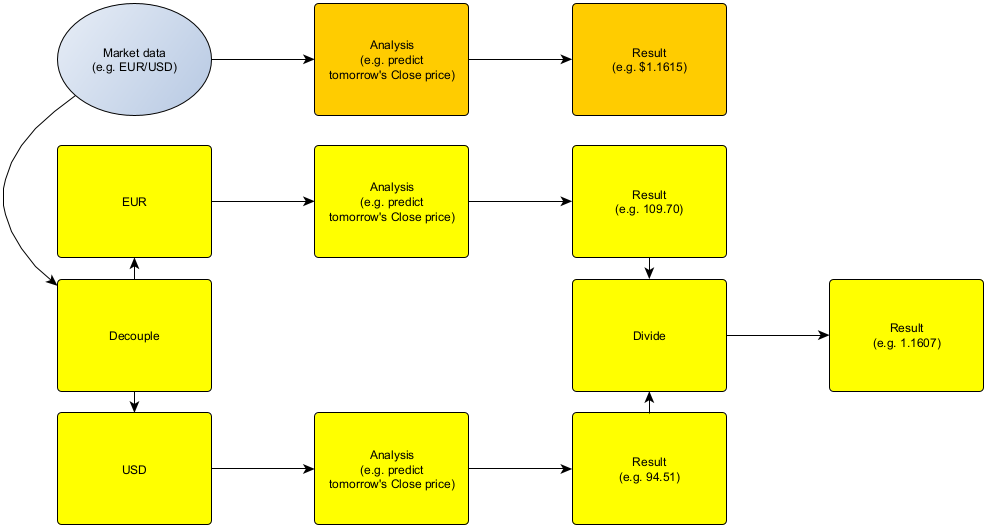 Market data
(e.g. EUR/USD)
Analysis
(e.g. predict
tomorrow's Close price)
Result
(e.g. $1.1615)
EUR
Analysis
(e.g. predict
tomorrow's Close price)
Result
(e.g. 109.70)
Decouple
Divide
Result
(e.g. 1.1607)
USD
Analysis
(e.g. predict
tomorrow's Close price)
Result
(e.g. 94.51)